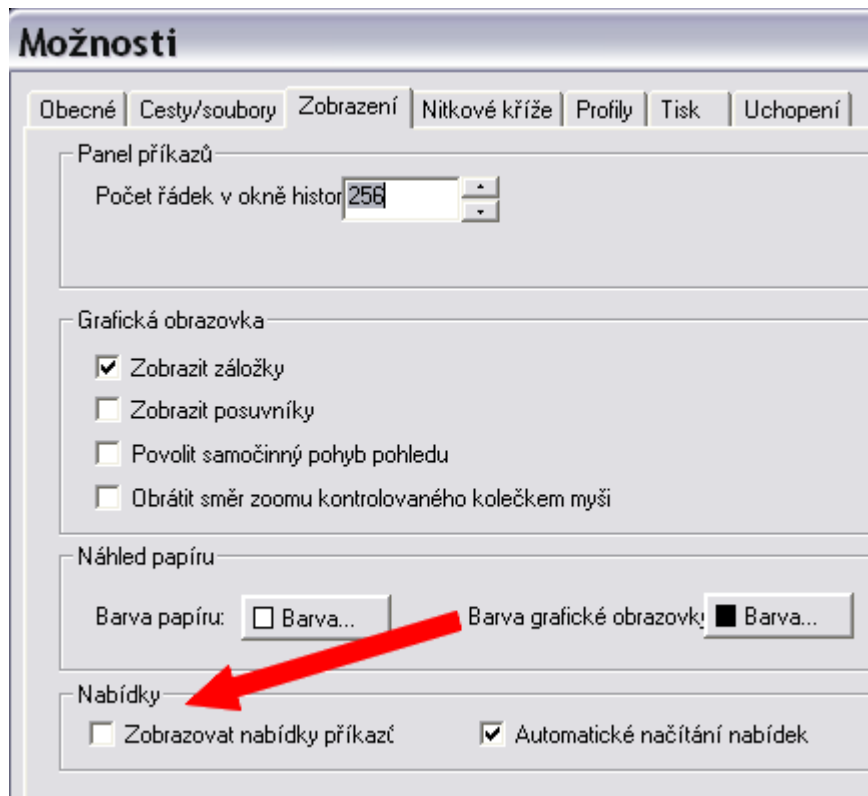 Možnosti
Obecné Cesty/soubory Zobrazení Nitkové kříže Profily Tisk Uchopení
Panel příkazů
Počet řádek v okně histor 256
Grafická obrazovka
Zobrazit záložky
Zobrazit posuvníky
Povolit samočinný pohyb pohledu
Obrátit směr zoomu kontrolovaného kolečkem myši
Náhled papíru
Barva papíru: Barva... Barva grafické obrazovky Barva...
Nabídky
Zobrazovat nabídky příkazť Automatické načítání nabídek